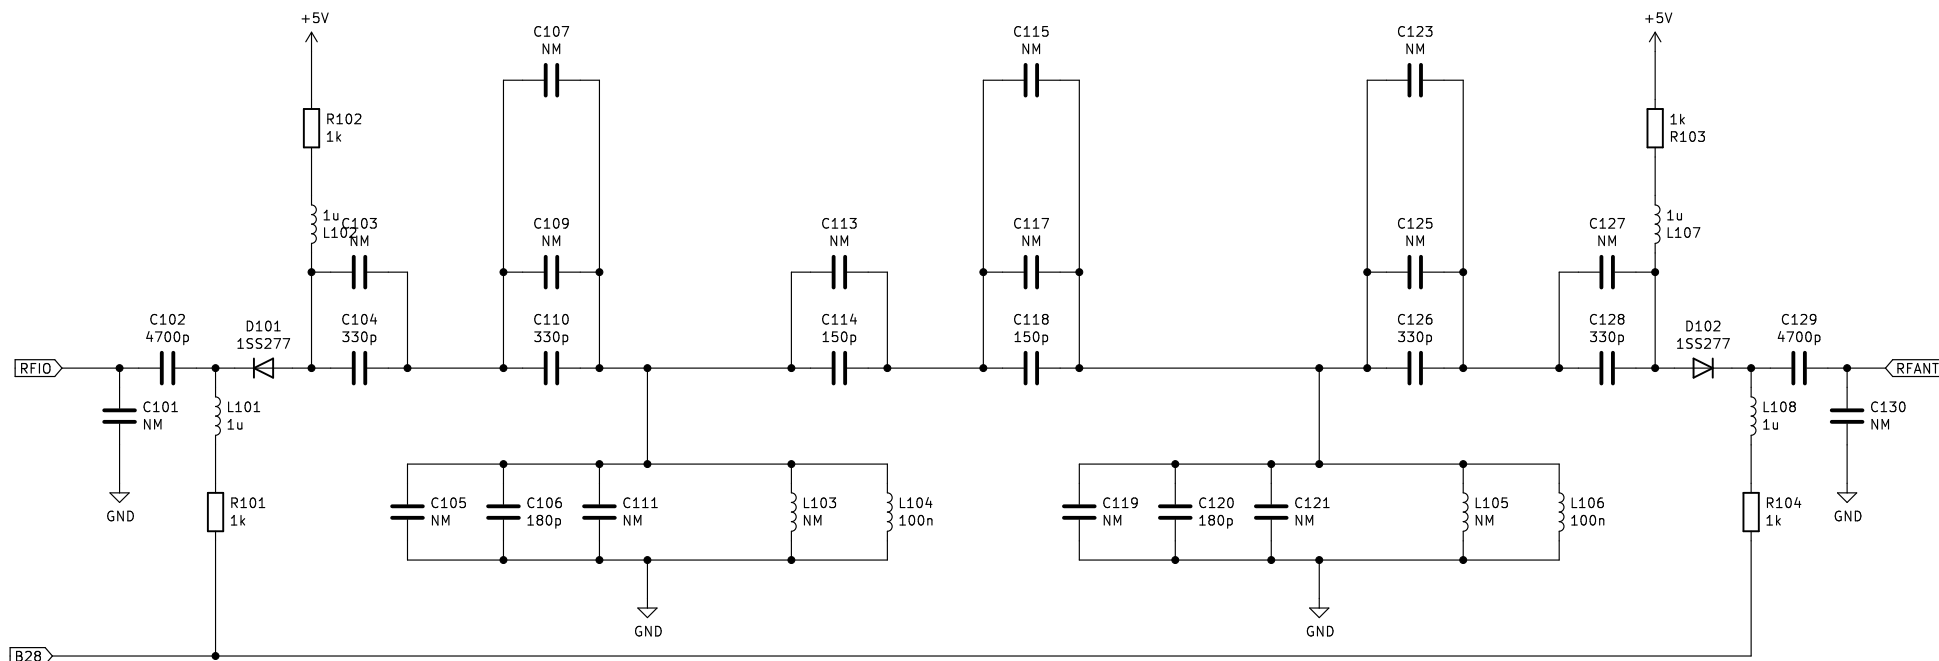 +5V
+5V
C107
NM
C115
NM
C123
NM
R102
1k
1k
R103
1u
L102
C103
NM
C109
NM
C113
NM
C117
NM
C125
NM
C127
NM
1u
L107
C102
4700p
D101
1SS277
C104
330p
C110
330p
C114
150p
C118
150p
C126
330p
C128
330p
D102
1SS277
C129
4700p
RFIO
RFANT
C101
NM
L101
1u
L108
1u
C130
NM
GND
R101
1k
C105
NM
C106
180p
C111
NM
L103
NM
L104
100n
C119
NM
C120
180p
C121
NM
L105
NM
L106
100n
R104
1k
GND
GND
GND
B28